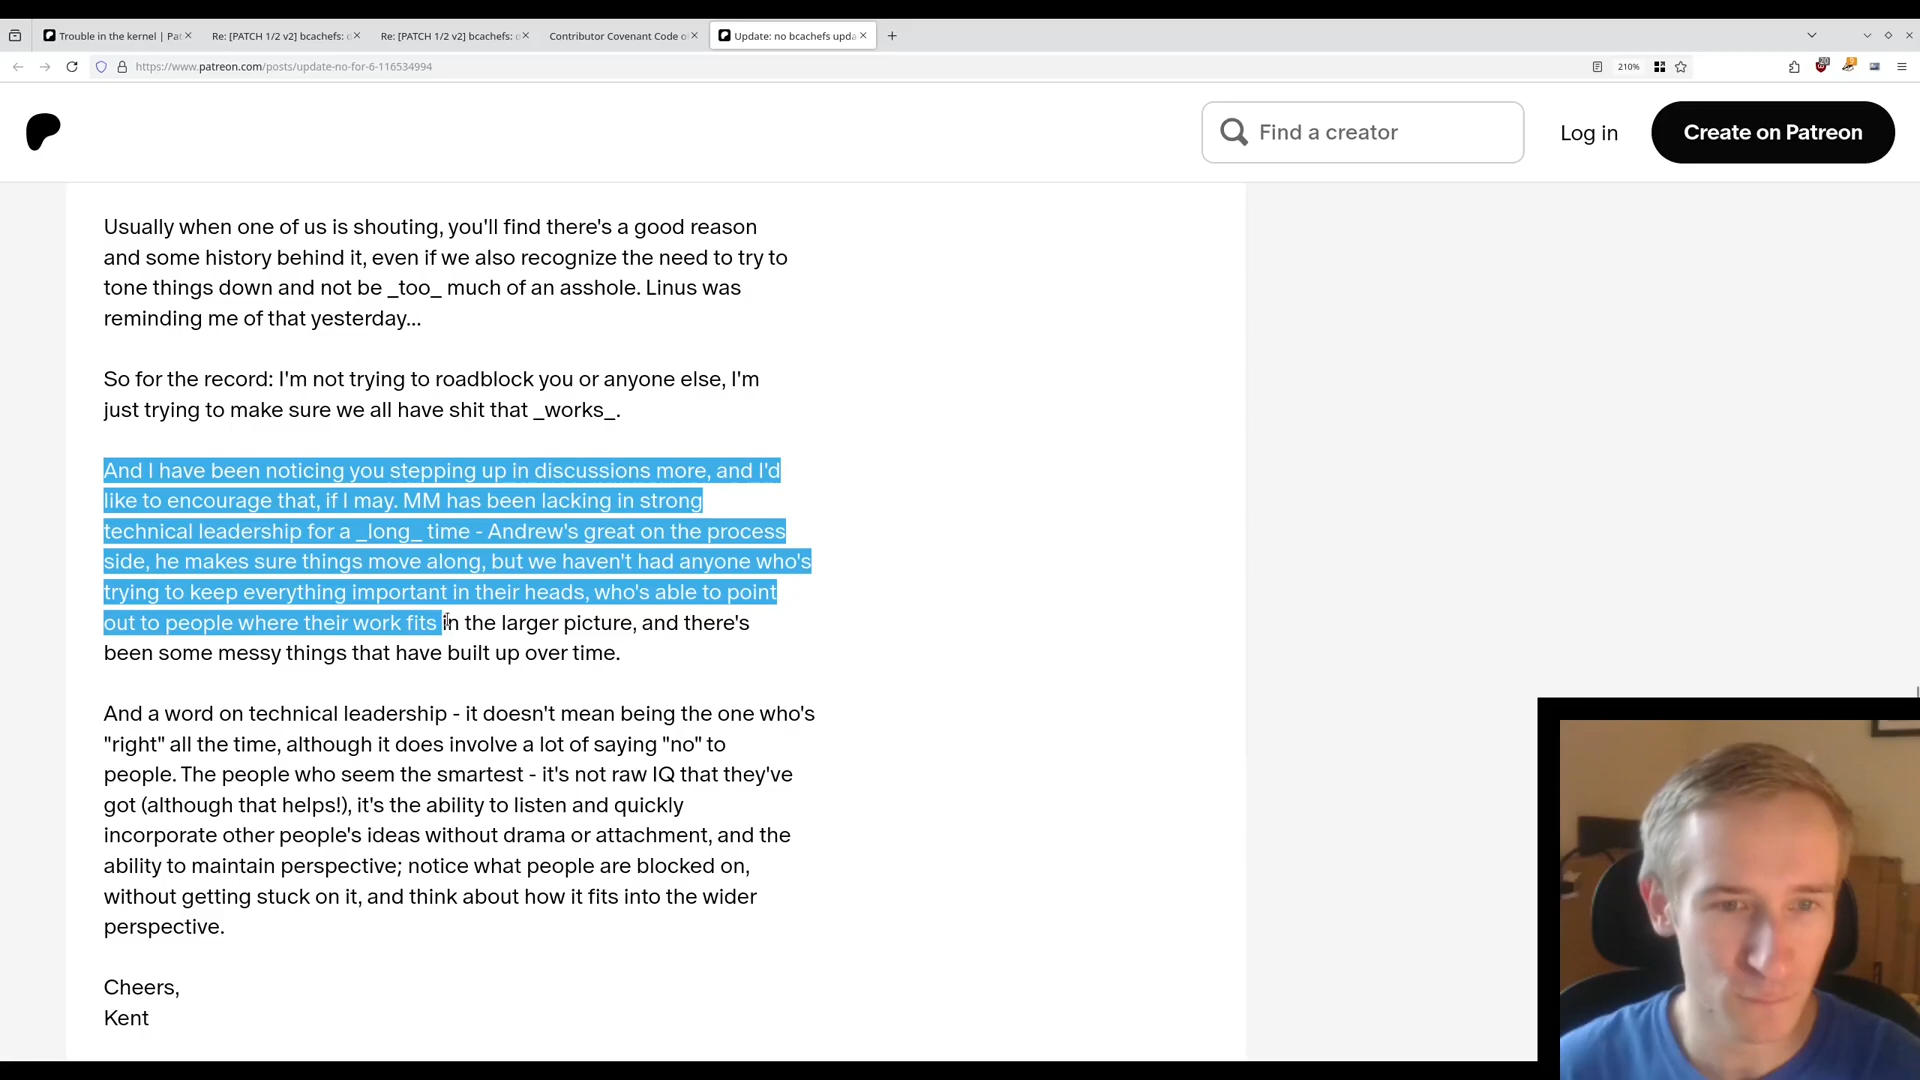 Trouble in the kernel | Pat
Re: [PATCH 1/2 v2] bcachefs: d
Re: [PATCH 1/2 v2] bcachefs: d
Contributor Covenant Code o
Update: no bcachefs upda
https://www.patreon.com/posts/update-no-for-6-116534994
210%
Find a creator
Log in
Create on Patreon
Usually when one of us is shouting, you'll find there's a good reason
and some history behind it, even if we also recognize the need to try to
tone things down and not be _too_ much of an asshole. Linus was
reminding me of that yesterday...
So for the record: I'm not trying to roadblock you or anyone else, I'm
just trying to make sure we all have shit that _works_.
And I have been noticing you stepping up in discussions more, and I'd
like to encourage that, if I may. MM has been lacking in strong
technical leadership for a _long_ time - Andrew's great on the process
side, he makes sure things move along, but we haven't had anyone who's
trying to keep everything important in their heads, who's able to point
out to people where their work fits in the larger picture, and there's
been some messy things that have built up over time.
And a word on technical leadership - it doesn't mean being the one who's
"right" all the time, although it does involve a lot of saying "no" to
people. The people who seem the smartest - it's not raw IQ that they've
got (although that helps!), it's the ability to listen and quickly
incorporate other people's ideas without drama or attachment, and the
ability to maintain perspective; notice what people are blocked on,
without getting stuck on it, and think about how it fits into the wider
perspective.
Cheers,
Kent